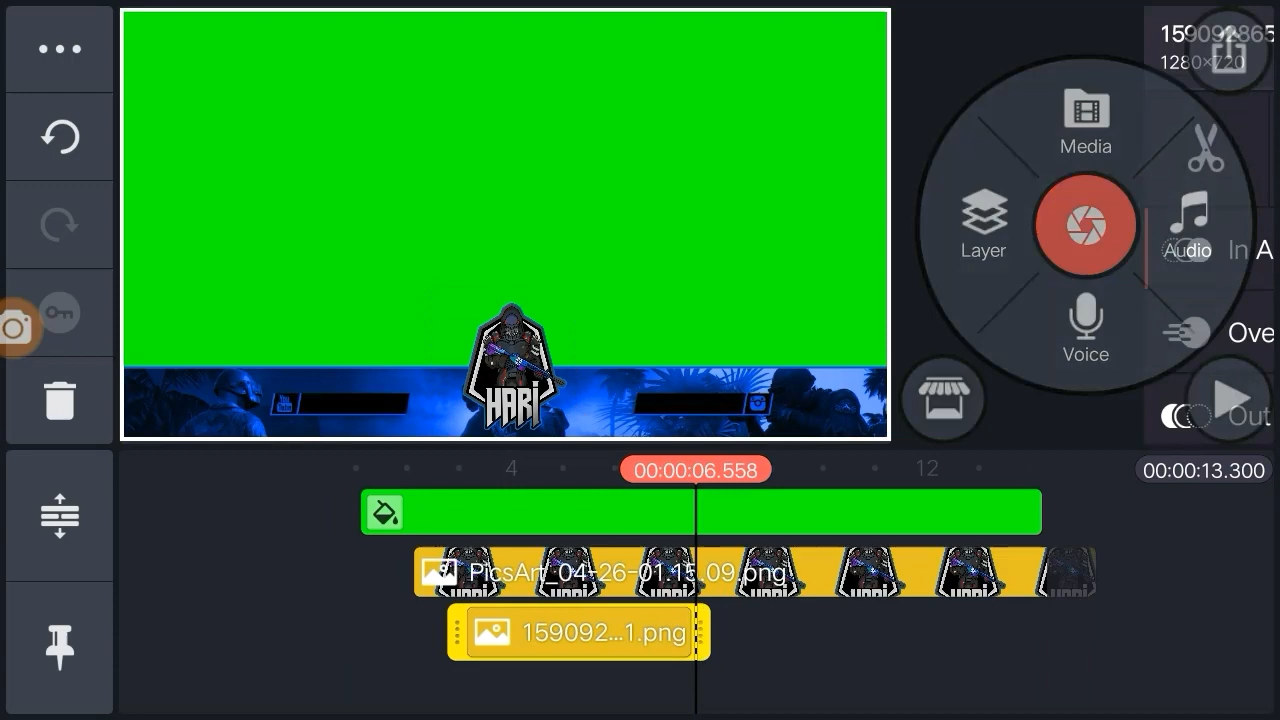 159092865
1280×720
Media
Layer
Audio
In A
Voice
Ove
Out
HARi
4
00:00:06.558
12
00:00:13.300
PicsArt_04-26-01.15.09.png
159092...1.png